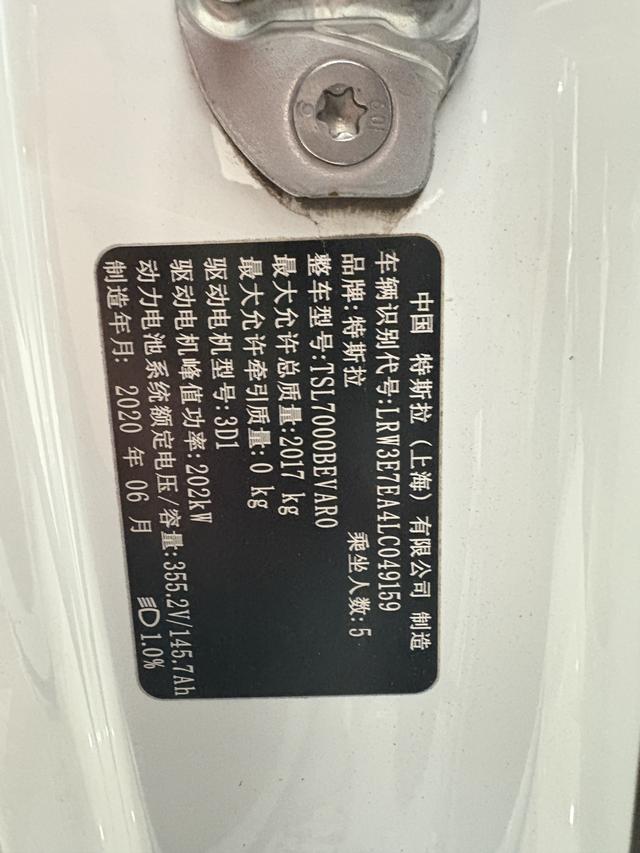 中国 特斯拉（上海）有限公司 制造
车辆识别代号:LRW3E7EA4LC049159
品牌:特斯拉 乘坐人数:5
整车型号:TSL7000BEVAR0
最大允许总质量:2017 kg
最大允许牵引质量:0 kg
驱动电机型号:3D1
驱动电机峰值功率:202kW
动力电池系统额定电压/容量:355.2V/145.7Ah
制造年月: 2020 年 06 月 1.0%